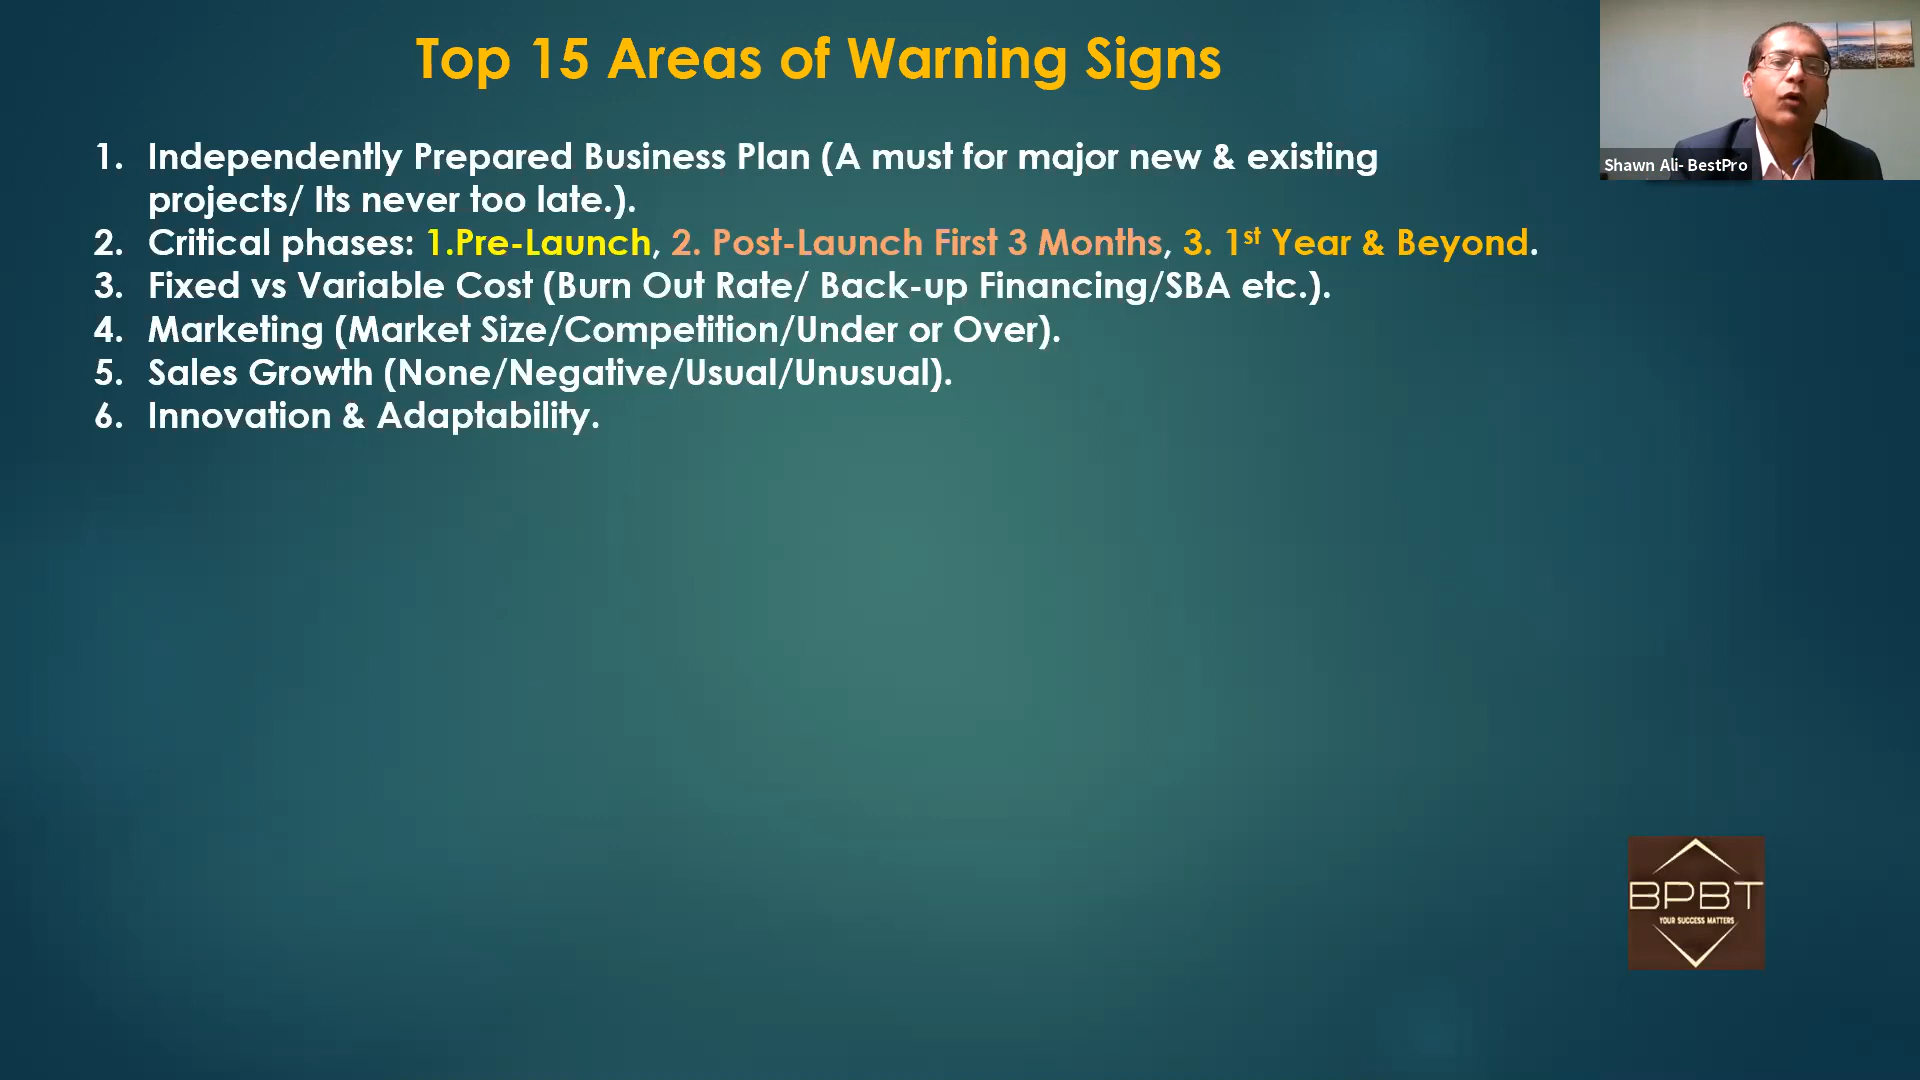 Top 15 Areas of Warning Signs
Shawn Ali- BestPro
1. Independently Prepared Business Plan (A must for major new & existing
projects/ Its never too late.).
2. Critical phases: 1.Pre-Launch, 2. Post-Launch First 3 Months, 3. 1st Year & Beyond.
3. Fixed vs Variable Cost (Burn Out Rate/ Back-up Financing/SBA etc.).
4. Marketing (Market Size/Competition/Under or Over).
5. Sales Growth (None/Negative/Usual/Unusual).
6. Innovation & Adaptability.
BPBT
YOUR SUCCESS MATTERS